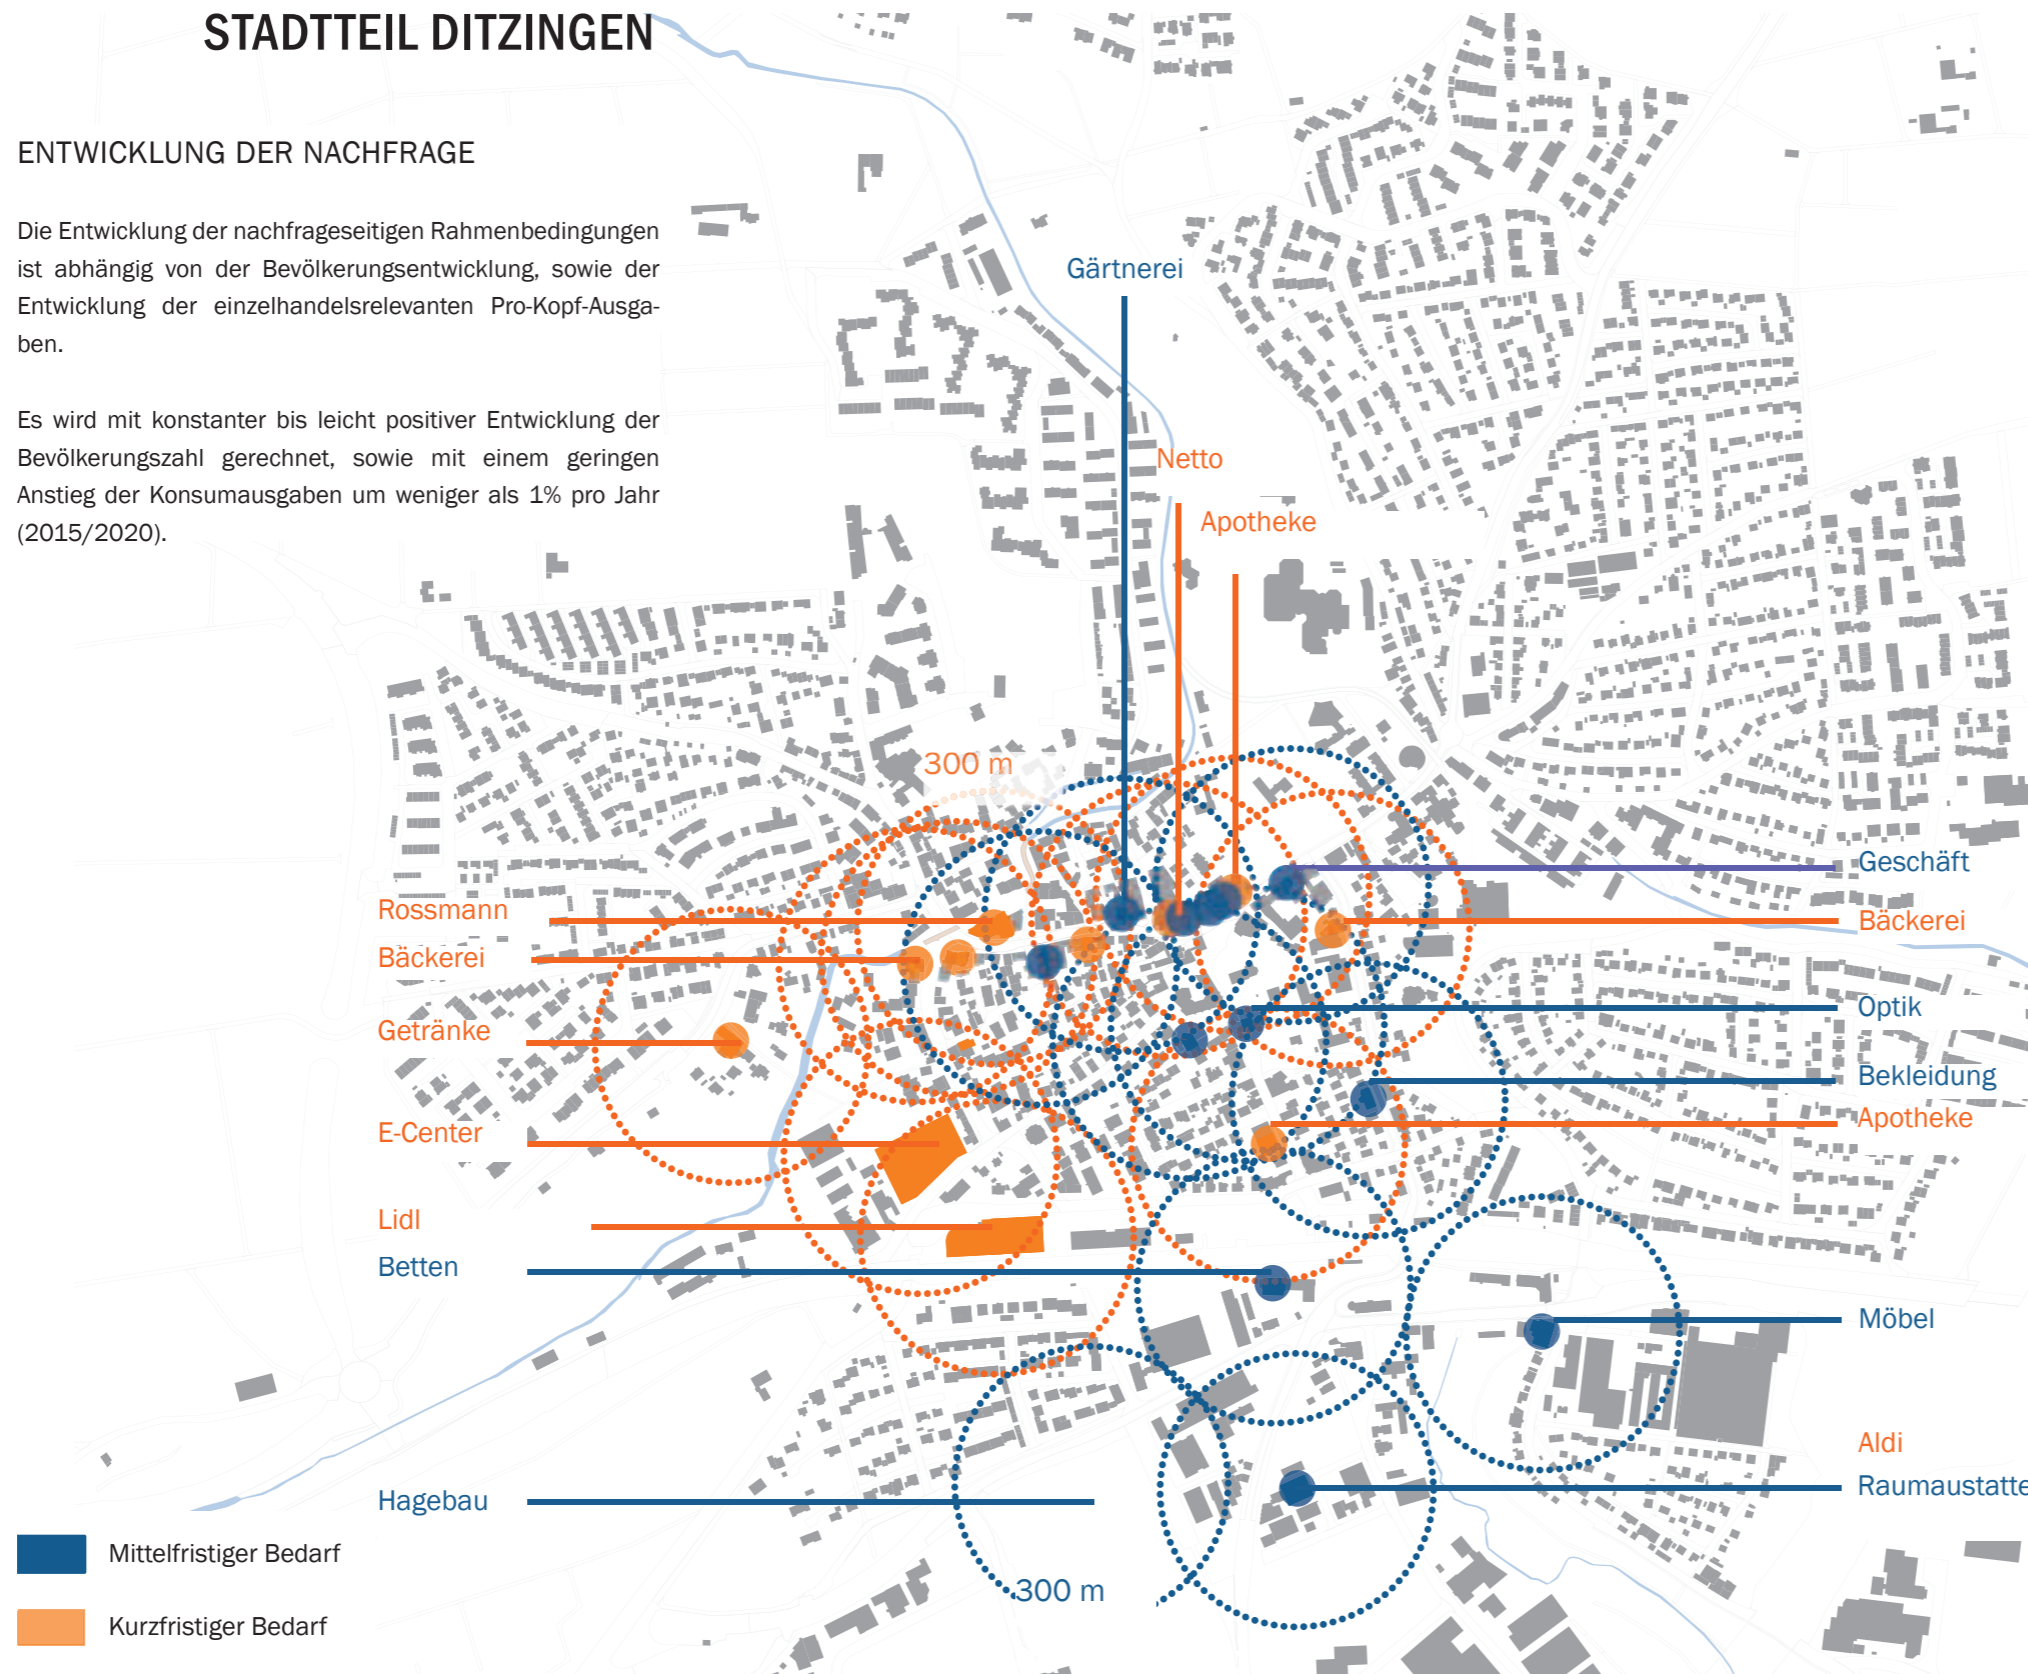 STADTTEIL DITZINGEN
ENTWICKLUNG DER NACHFRAGE
Die Entwicklung der nachfrageseitigen Rahmenbedingungen
ist abhängig von der Bevölkerungsentwicklung, sowie der
Entwicklung der einzelhandelsrelevanten Pro-Kopf-Ausga-
ben.
Es wird mit konstanter bis leicht positiver Entwicklung der
Bevölkerungszahl gerechnet, sowie mit einem geringen
Anstieg der Konsumausgaben um weniger als 1% pro Jahr
(2015/2020).
Gärtnerei
Netto
Apotheke
300 m
Geschäft
Rossmann
Bäckerei
Bäckerei
Optik
Getränke
Bekleidung
Apotheke
E-Center
Lidl
Betten
Möbel
Aldi
Raumaustatte
Hagebau
Mittelfristiger Bedarf
300 m
Kurzfristiger Bedarf